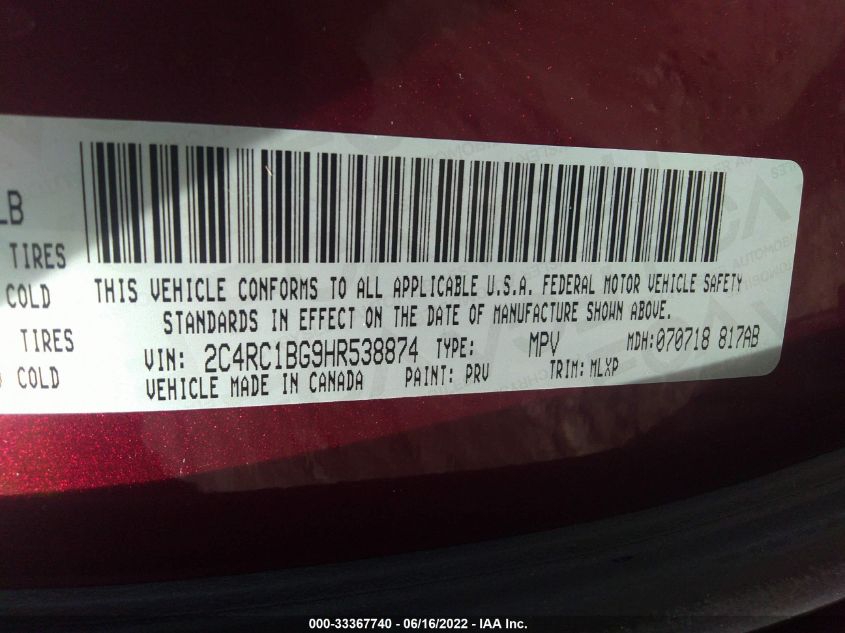 LB
TIRES
COLD
TIRES
COLD
THIS VEHICLE CONFORMS TO ALL APPLICABLE U.S.A. FEDERAL MOTOR VEHICLE SAFETY
STANDARDS IN EFFECT ON THE DATE OF MANUFACTURE SHOWN ABOVE.
VIN: 2C4RC1BG9HR538874 TYPE: MPV MDH:070718 817AB
VEHICLE MADE IN CANADA PAINT: PRV TRIM: MLXP
000-33367740 - 06/16/2022 - IAA Inc.